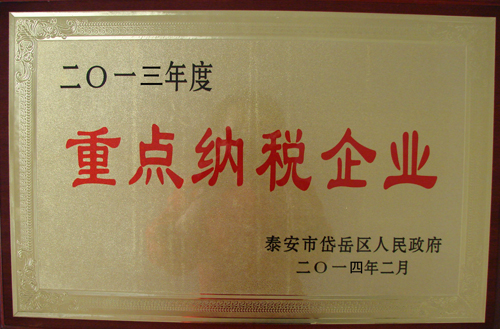 二〇一三年度
重点纳税企业
泰安市岱岳区人民政府
二〇一四年二月